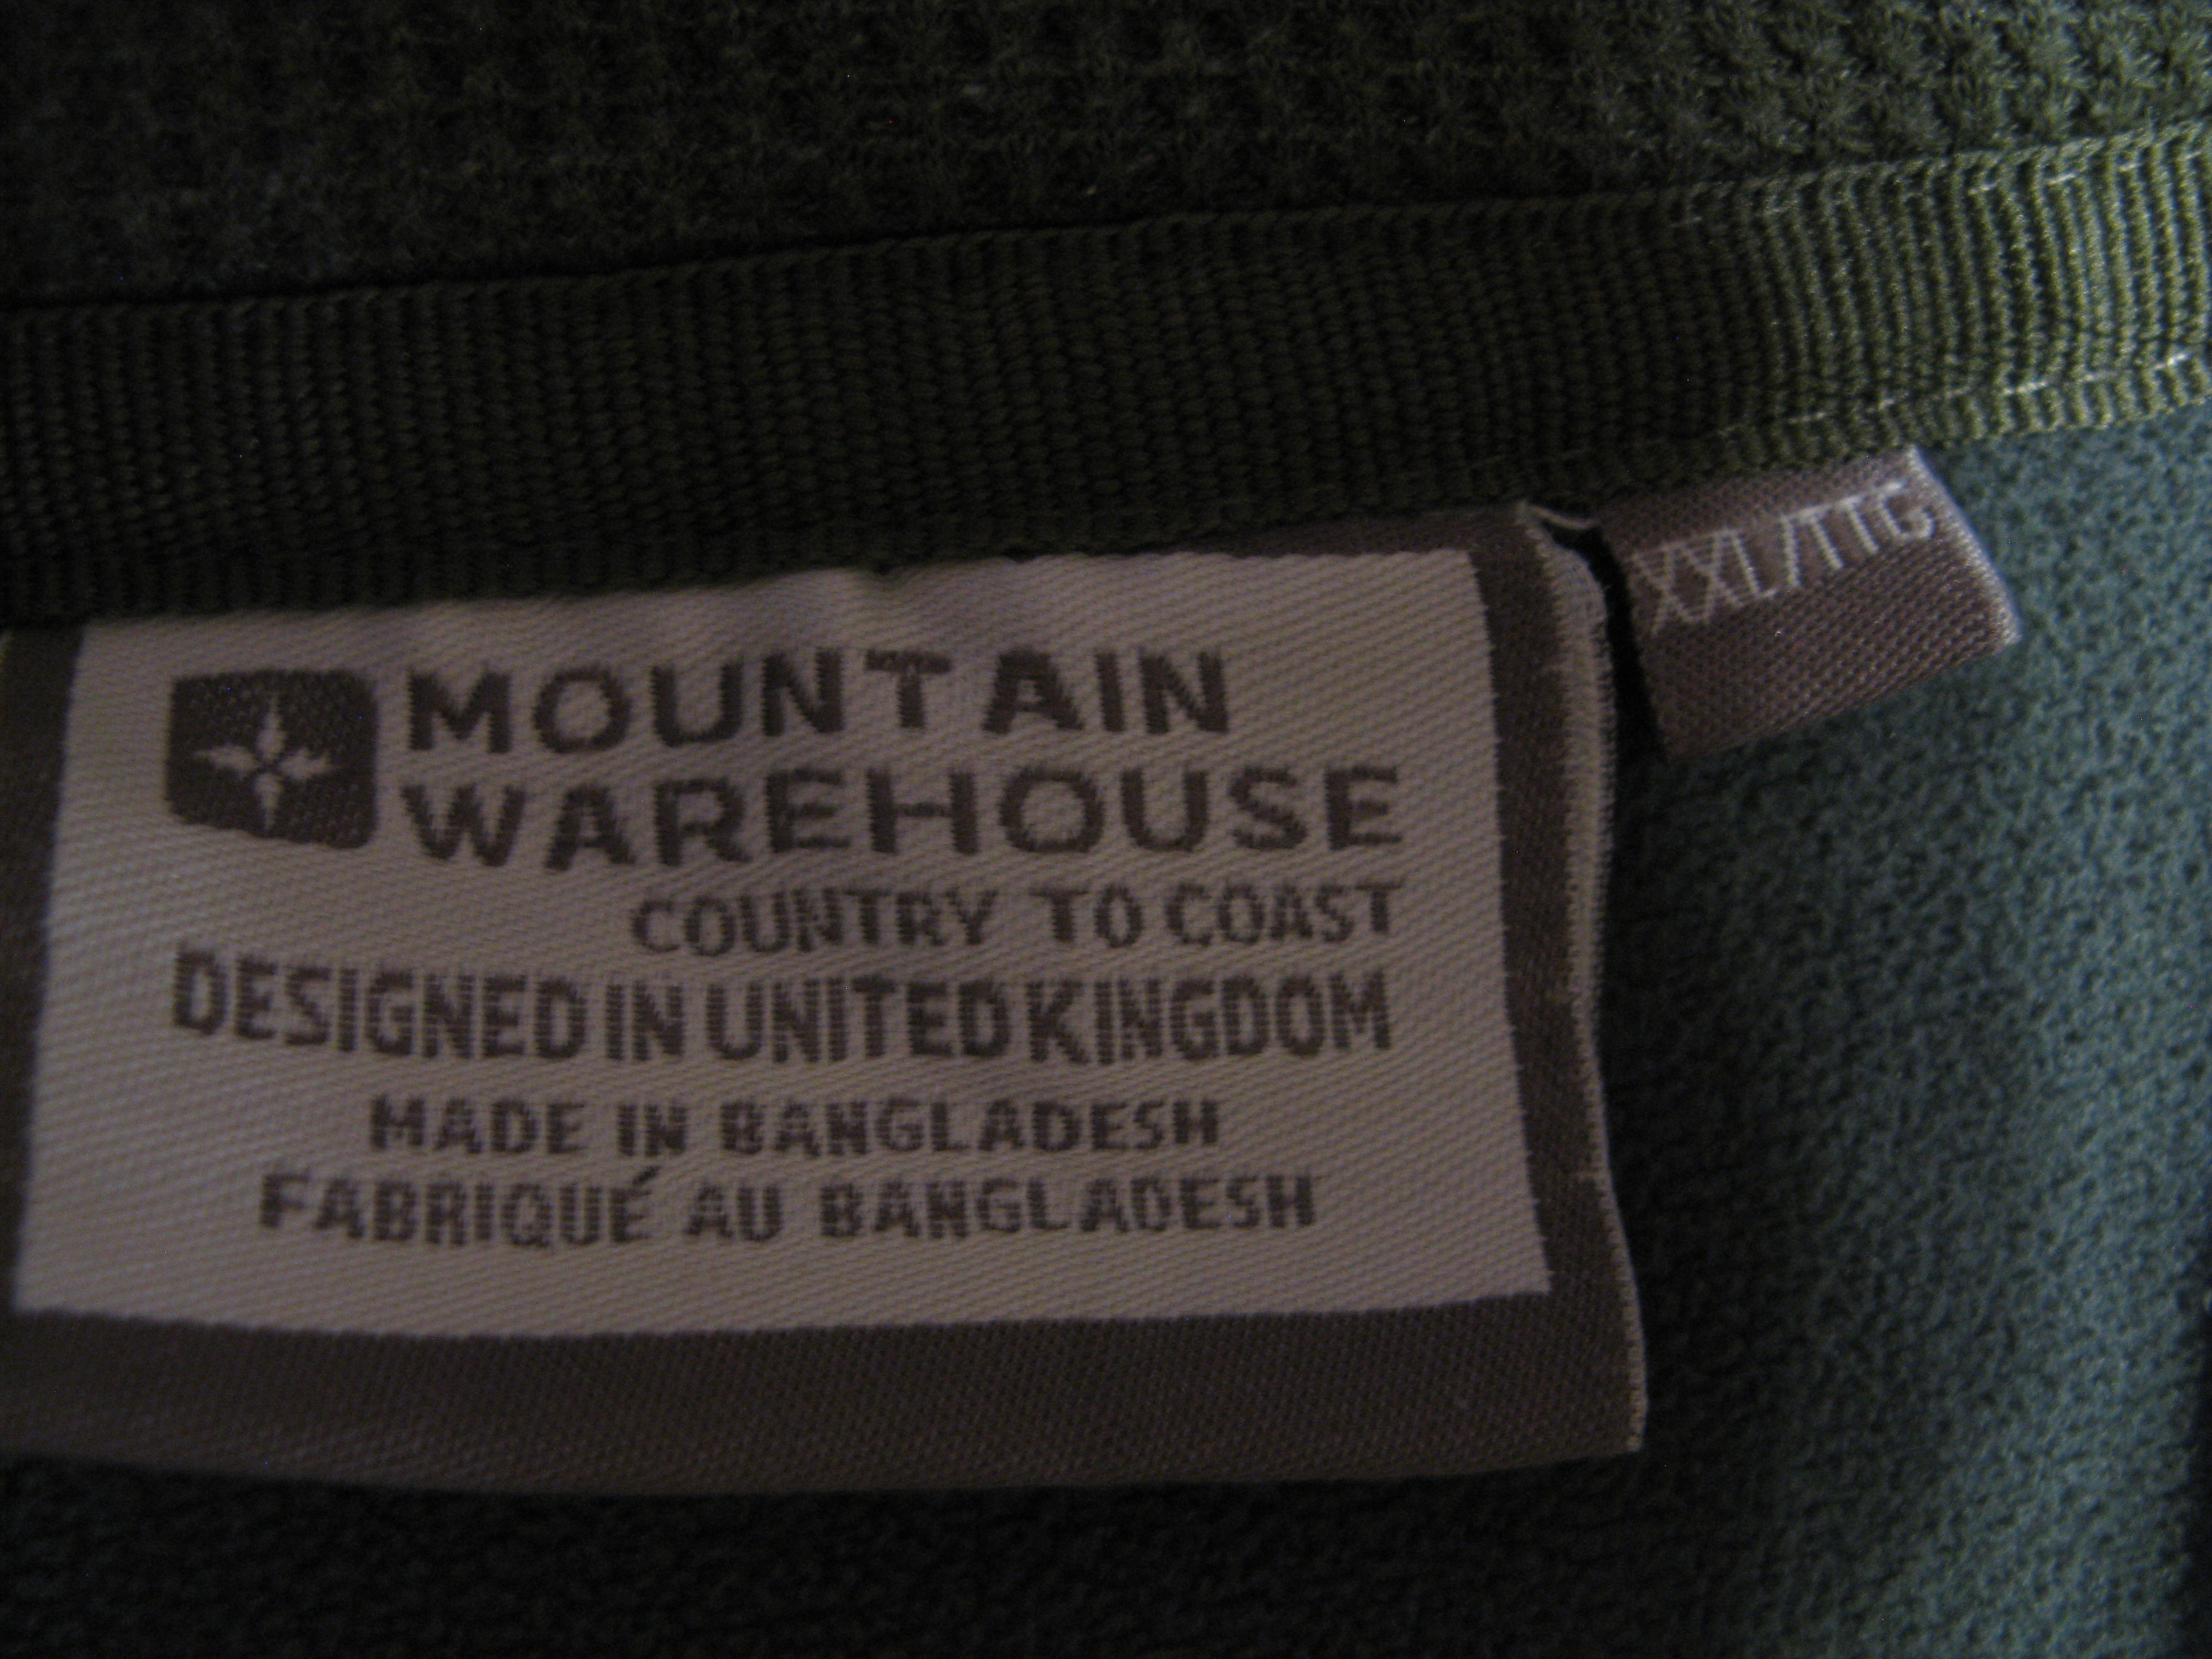 MOUNTAIN
WAREHOUSE
COUNTRY TO COAST
DESIGNED IN UNITED KINGDOM
MADE IN BANGLADESH
FABRIQUÉ AU BANGLADESH
XXL/TTG